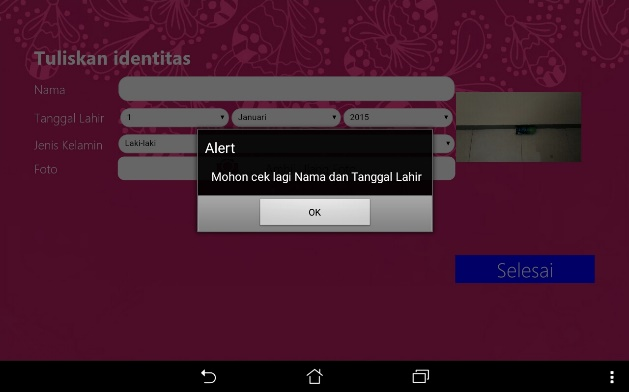 Tuliskan identitas
Nama
Tanggal Lahir 1 Januari 2015
Jenis Kelamin Laki-laki
Foto
Alert
Mohon cek lagi Nama dan Tanggal Lahir
OK
Selesai